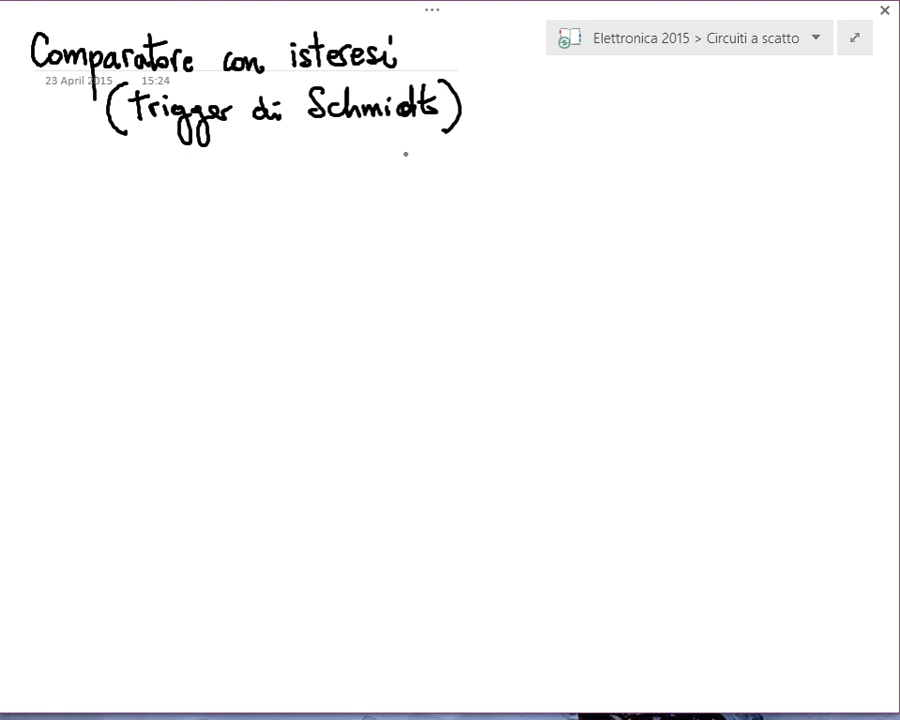 Comparatore con isteresi
23 April 2015 15:24
(trigger di Schmidt)
Elettronica 2015 > Circuiti a scatto